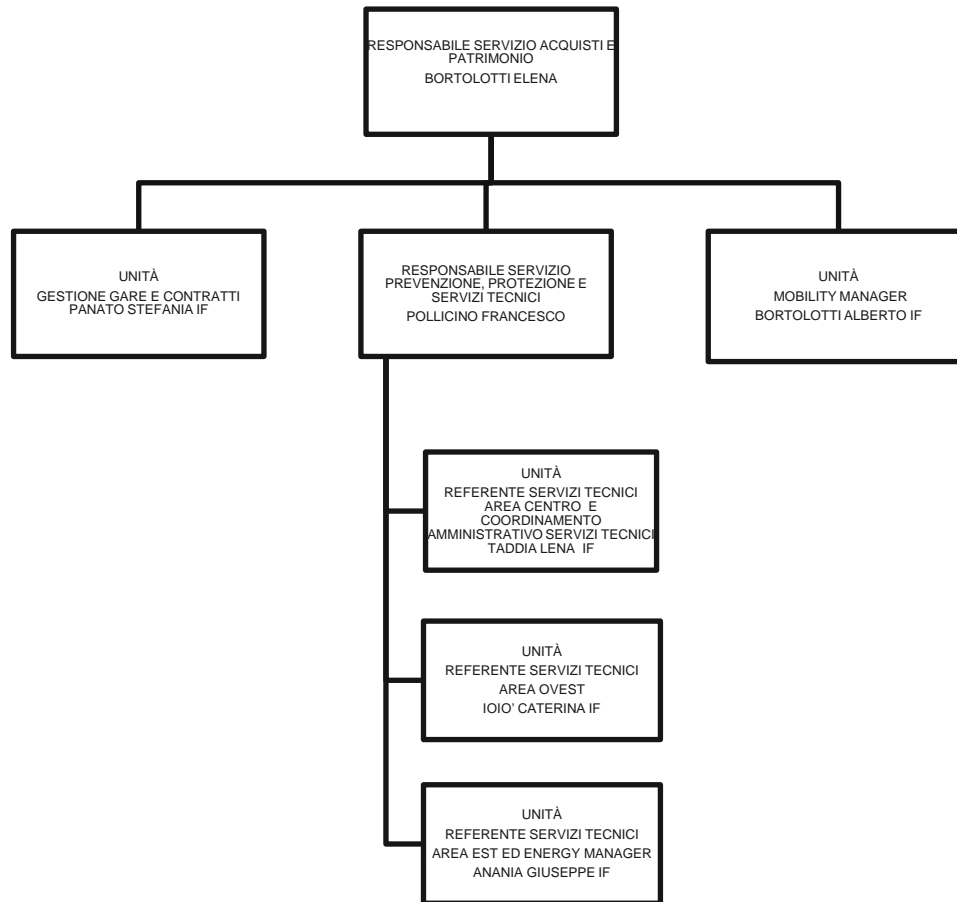 RESPONSABILE SERVIZIO ACQUISTI E
PATRIMONIO
BORTOLOTTI ELENA
UNITÀ
GESTIONE GARE E CONTRATTI
PANATO STEFANIA IF
RESPONSABILE SERVIZIO
PREVENZIONE, PROTEZIONE E
SERVIZI TECNICI
POLLICINO FRANCESCO
UNITÀ
MOBILITY MANAGER
BORTOLOTTI ALBERTO IF
UNITÀ
REFERENTE SERVIZI TECNICI
AREA CENTRO E
COORDINAMENTO
AMMINISTRATIVO SERVIZI TECNICI
TADDIA LENA IF
UNITÀ
REFERENTE SERVIZI TECNICI
AREA OVEST
IOIO' CATERINA IF
UNITÀ
REFERENTE SERVIZI TECNICI
AREA EST ED ENERGY MANAGER
ANANIA GIUSEPPE IF